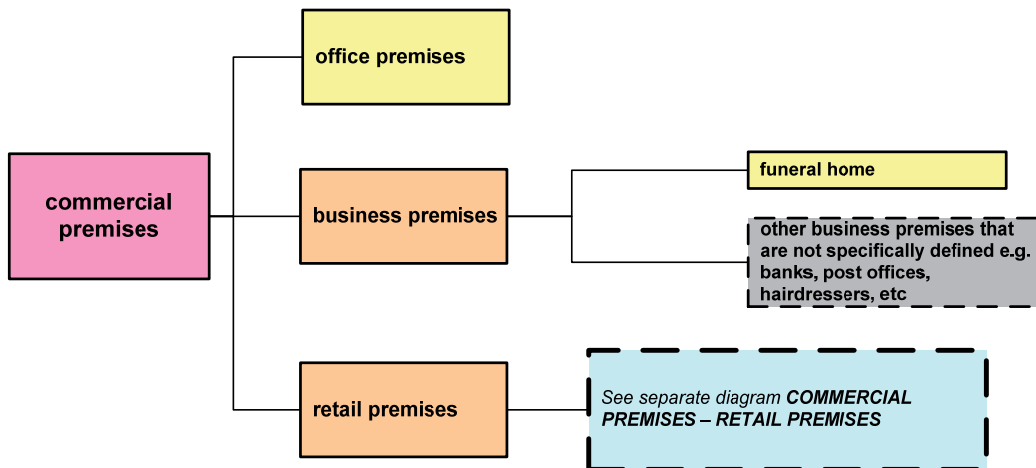 office premises
commercial
premises
business premises
funeral home
other business premises that
are not specifically defined e.g.
banks, post offices,
hairdressers, etc
retail premises
See separate diagram COMMERCIAL
PREMISES – RETAIL PREMISES